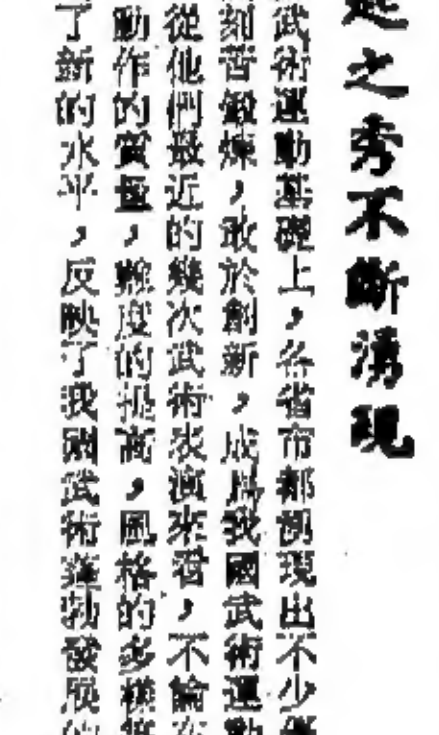 起之秀不斷湧現
武術運動基礎上，各省市都湧現出不少優
刻苦鍛煉，敢於創新，成爲我國武術運動
從他們最近的幾次武術表演來看，不論在
動作的質量，難度的提高，風格的多樣
了新的水平，反映了我國武術蓬勃發展的